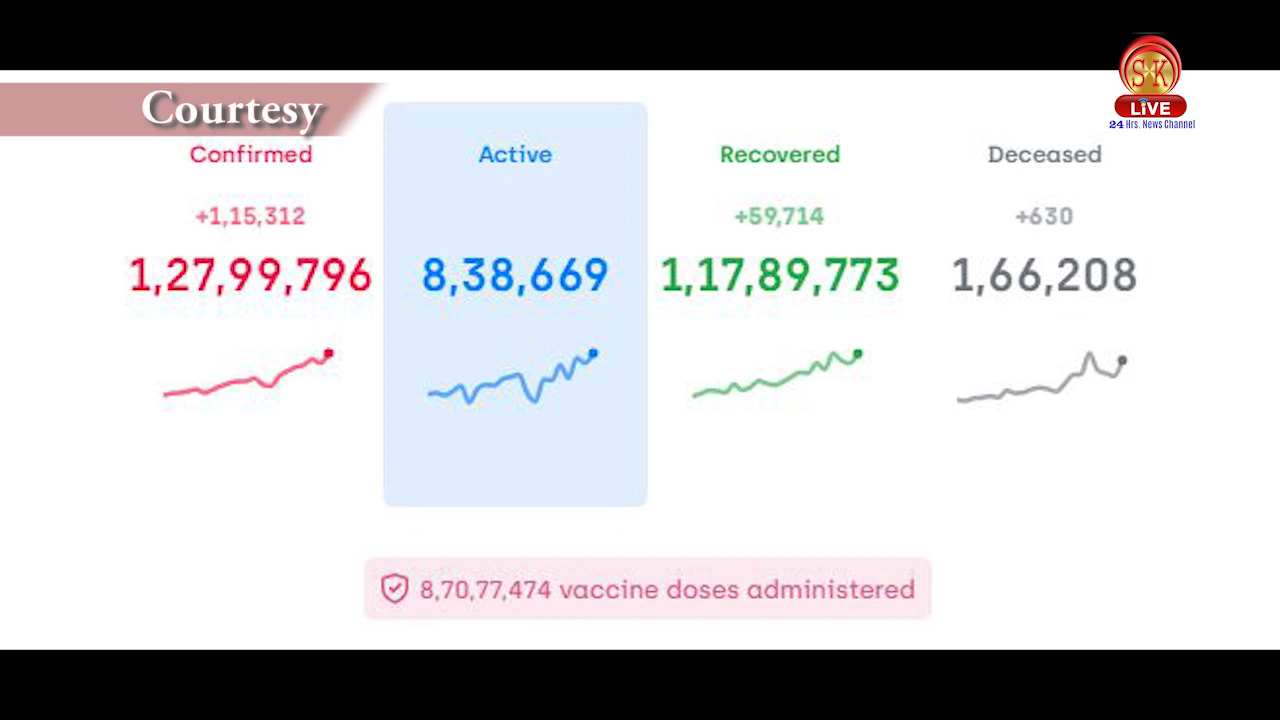 Courtesy
S K
LIVE
24 Hrs. News Channel
Confirmed
Active
Recovered
Deceased
+1,15,312
+59,714
+630
1,27,99,796
8,38,669
1,17,89,773
1,66,208
8,70,77,474 vaccine doses administered